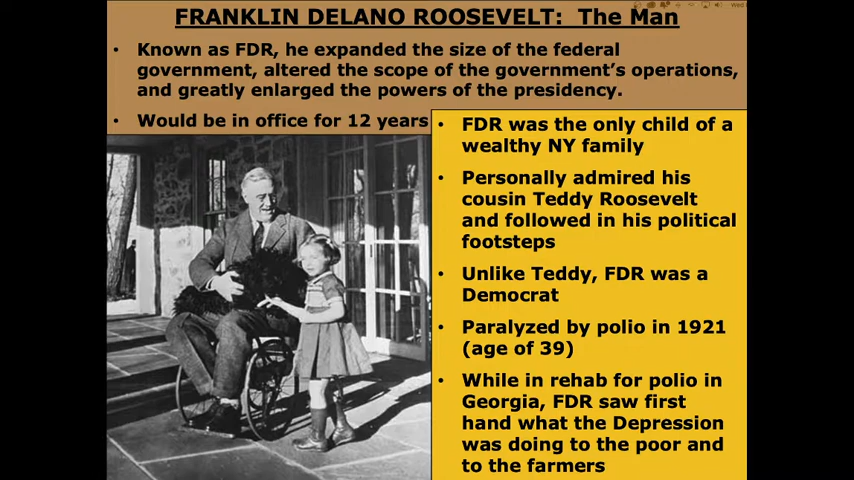 FRANKLIN DELANO ROOSEVELT: The Man
• Known as FDR, he expanded the size of the federal
government, altered the scope of the government's operations,
and greatly enlarged the powers of the presidency.
• Would be in office for 12 years
• FDR was the only child of a
wealthy NY family
• Personally admired his
cousin Teddy Roosevelt
and followed in his political
footsteps
• Unlike Teddy, FDR was a
Democrat
• Paralyzed by polio in 1921
(age of 39)
• While in rehab for polio in
Georgia, FDR saw first
hand what the Depression
was doing to the poor and
to the farmers